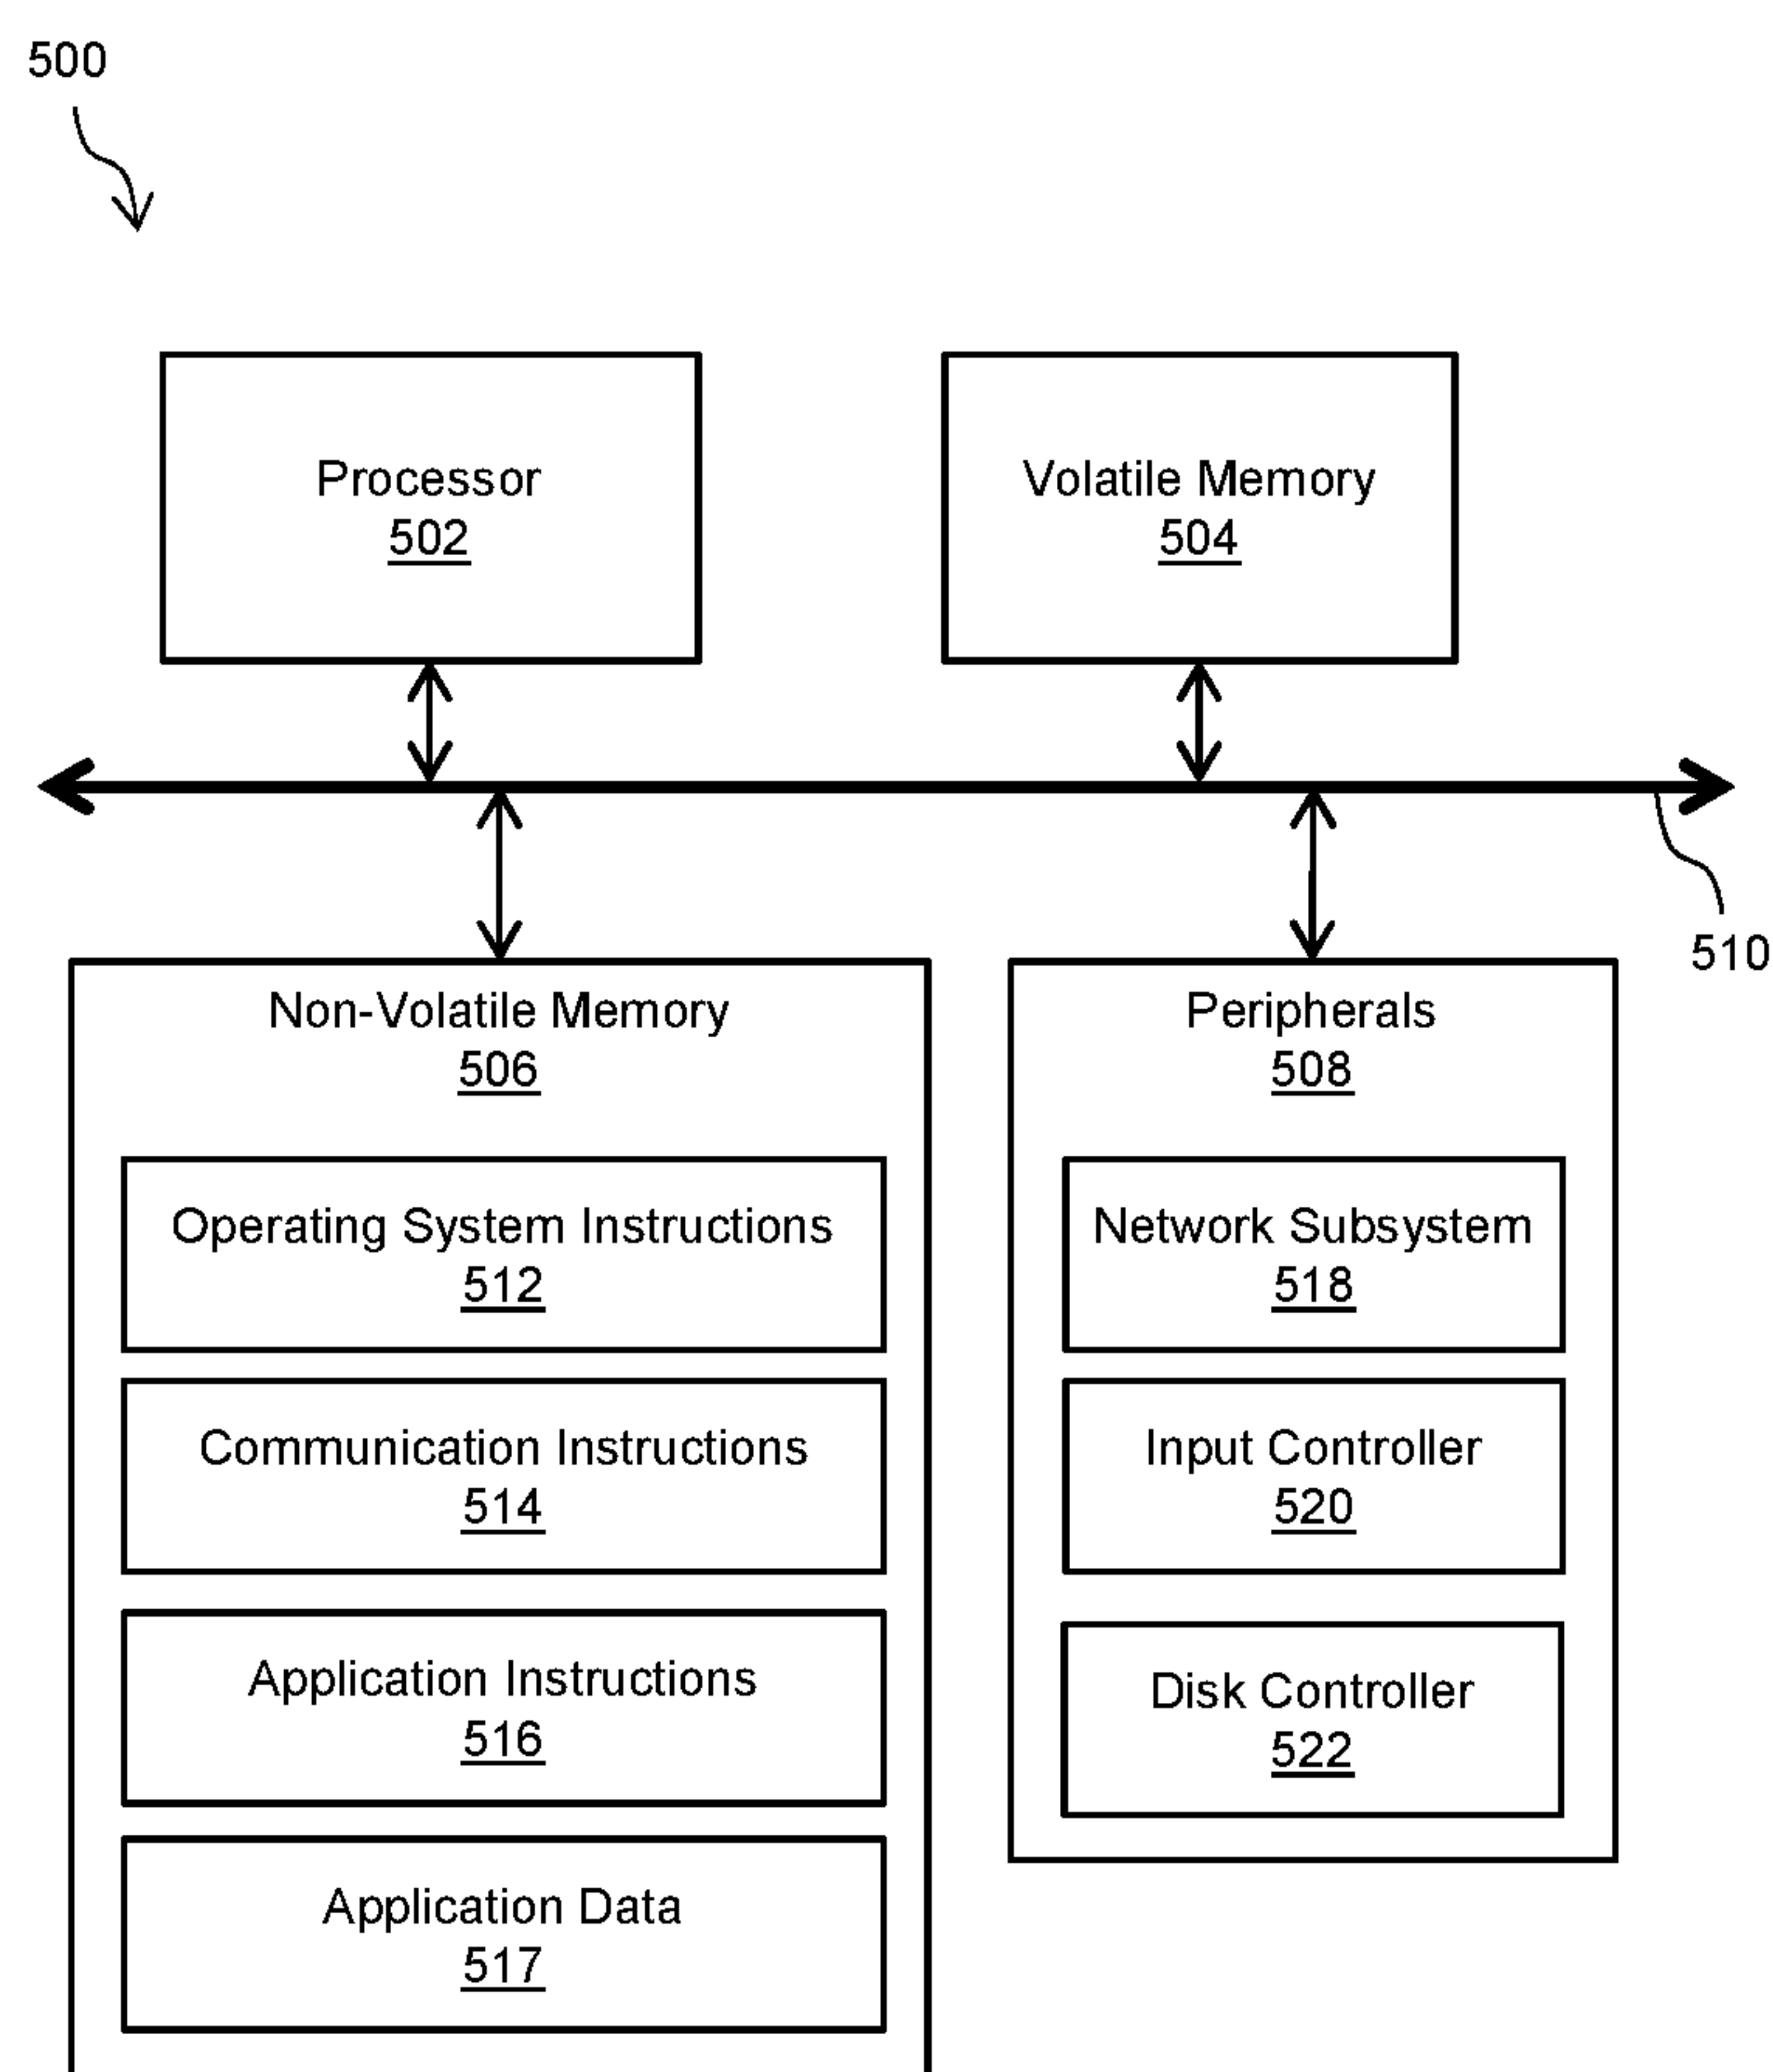 500
Processor
502
Volatile Memory
504
510
Non-Volatile Memory
506
Operating System Instructions
512
Communication Instructions
514
Application Instructions
516
Application Data
517
Peripherals
508
Network Subsystem
518
Input Controller
520
Disk Controller
522